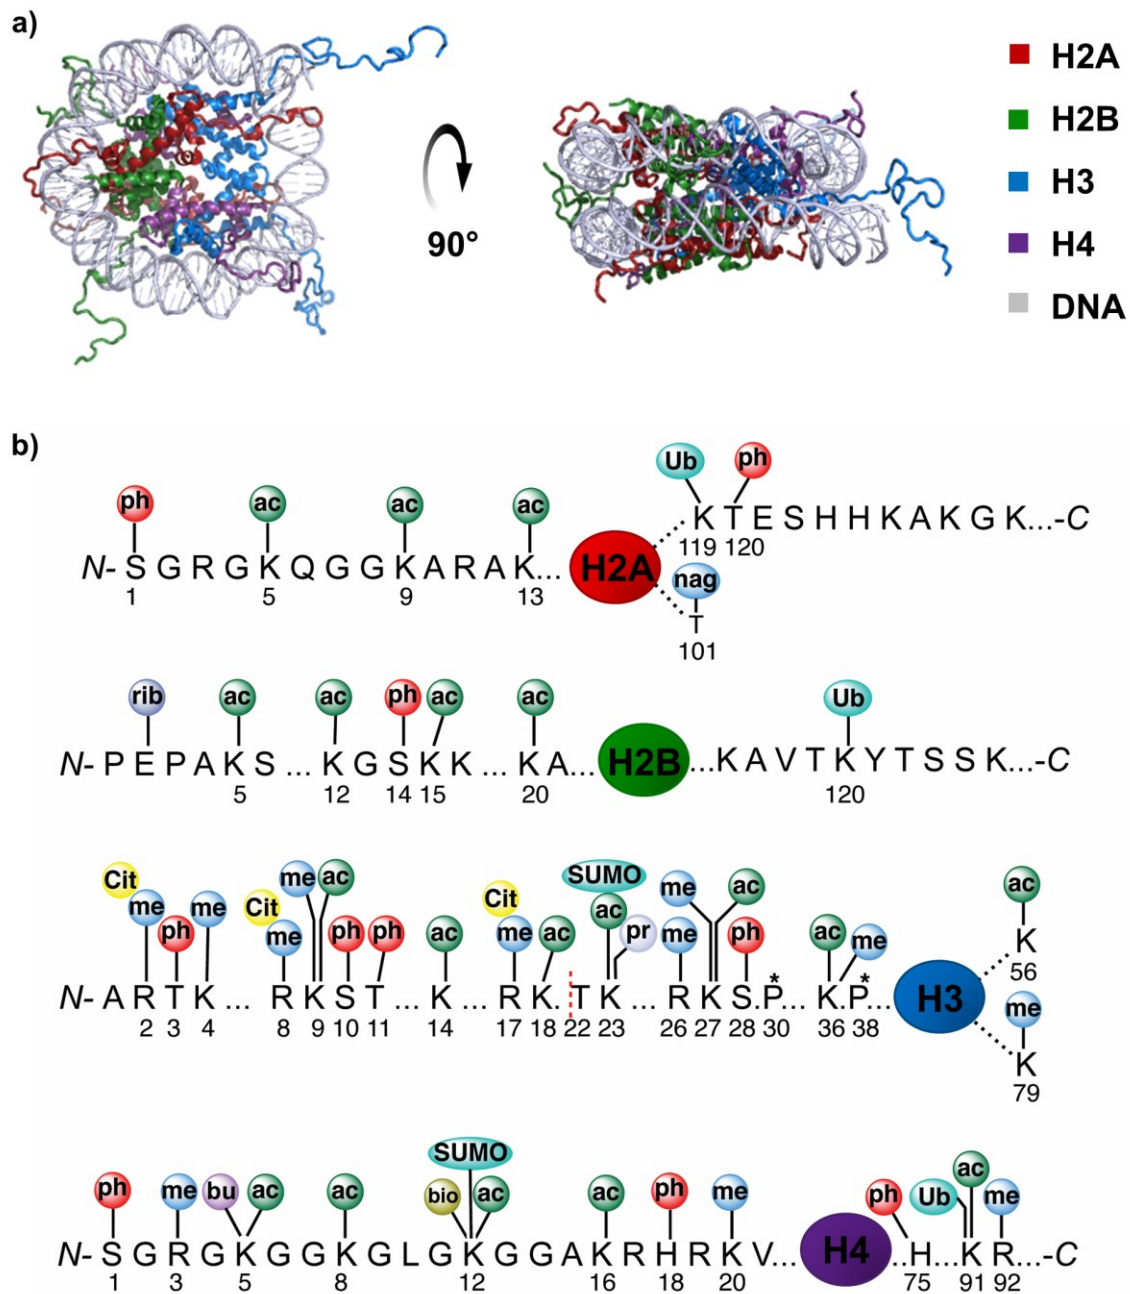 a)
H2A
H2B
H3
H4
DNA
90°
b)
Ub ph
ph ac ac ac
K T E S H H K A K G K...-C
119 120
N- S G R G K Q G G K A R A K... H2A
1 5 9 13
nag
T
101
rib ac ac ph ac ac Ub
N- P E P A K S ... K G S K K ... K A... H2B ...K A V T K Y T S S K...-C
5 12 14 15 20 120
Cit me ac SUMO me ac ac
me ph me Cit me ph ph ac Cit me ac ac pr me ph ac me
K
56
N- A R T K... R K S T... K... R K... T K... R K S.P*... K P*... H3
2 3 4 8 9 10 11 14 17 18 22 23 26 27 28 30 36 38
me
K
79
SUMO
ph me bu ac ac bio ac ac ph me ph Ub ac me
N- S G R G K G G K G L G K G G A K R H R K V... H4 ..H...K R...-C
1 3 5 8 12 16 18 20 75 91 92